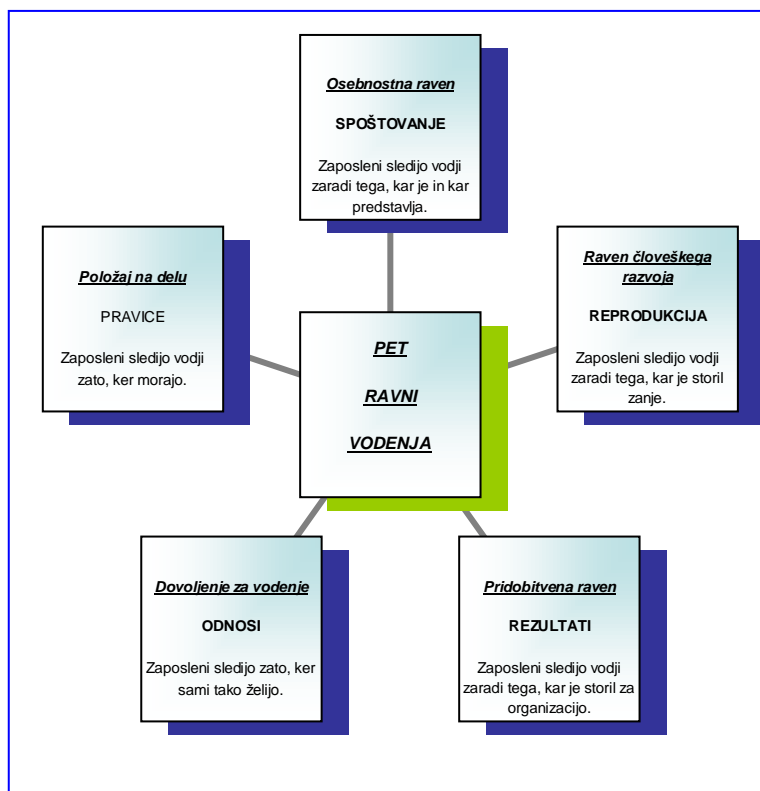 Osebnostna raven
SPOŠTOVANJE
Zaposleni sledijo vodji
zaradi tega, kar je in kar
predstavlja.
Položaj na delu
PRAVICE
Zaposleni sledijo vodji
zato, ker morajo.
PET
RAVNI
VODENJA
Raven človeškega
razvoja
REPRODUKCIJA
Zaposleni sledijo vodji
zaradi tega, kar je storil
zanje.
Dovoljenje za vodenje
ODNOSI
Zaposleni sledijo zato, ker
sami tako želijo.
Pridobitvena raven
REZULTATI
Zaposleni sledijo vodji
zaradi tega, kar je storil za
organizacijo.